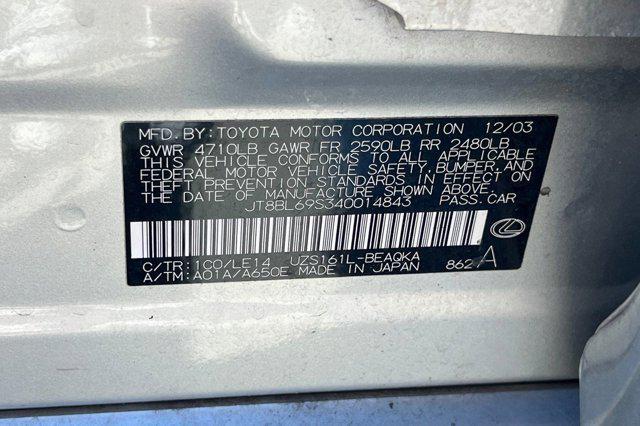 MFD. BY: TOYOTA MOTOR CORPORATION 12/03
GVWR 4710LB GAWR FR 2590LB RR 2480LB
THIS VEHICLE CONFORMS TO ALL APPLICABLE
FEDERAL MOTOR VEHICLE SAFETY, BUMPER, AND
THEFT PREVENTION STANDARDS IN EFFECT ON
THE DATE OF MANUFACTURE SHOWN ABOVE.
JT8BL69S340014843 PASS. CAR
C/TR: 1C0/LE14 UZS161L-BEAQKA
A/TM: A01A/A650E MADE IN JAPAN 862 A